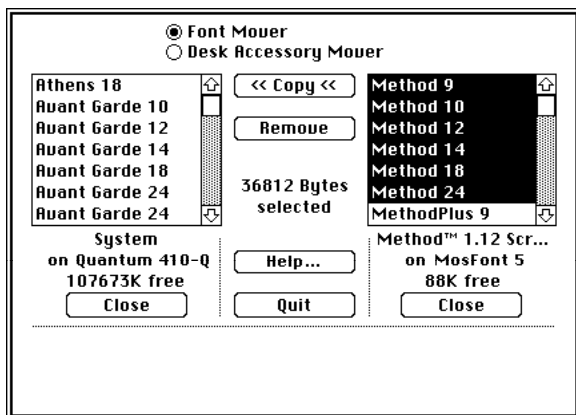 Font Mover
Desk Accessory Mover
Athens 18
Avant Garde 10
Avant Garde 12
Avant Garde 14
Avant Garde 18
Avant Garde 24
Avant Garde 24
System
on Quantum 410-Q
107673K free
Close
<< Copy <<
Remove
36812 Bytes
selected
Help...
Quit
Method 9
Method 10
Method 12
Method 14
Method 18
Method 24
MethodPlus 9
Method™ 1.12 Scr...
on MosFont 5
88K free
Close